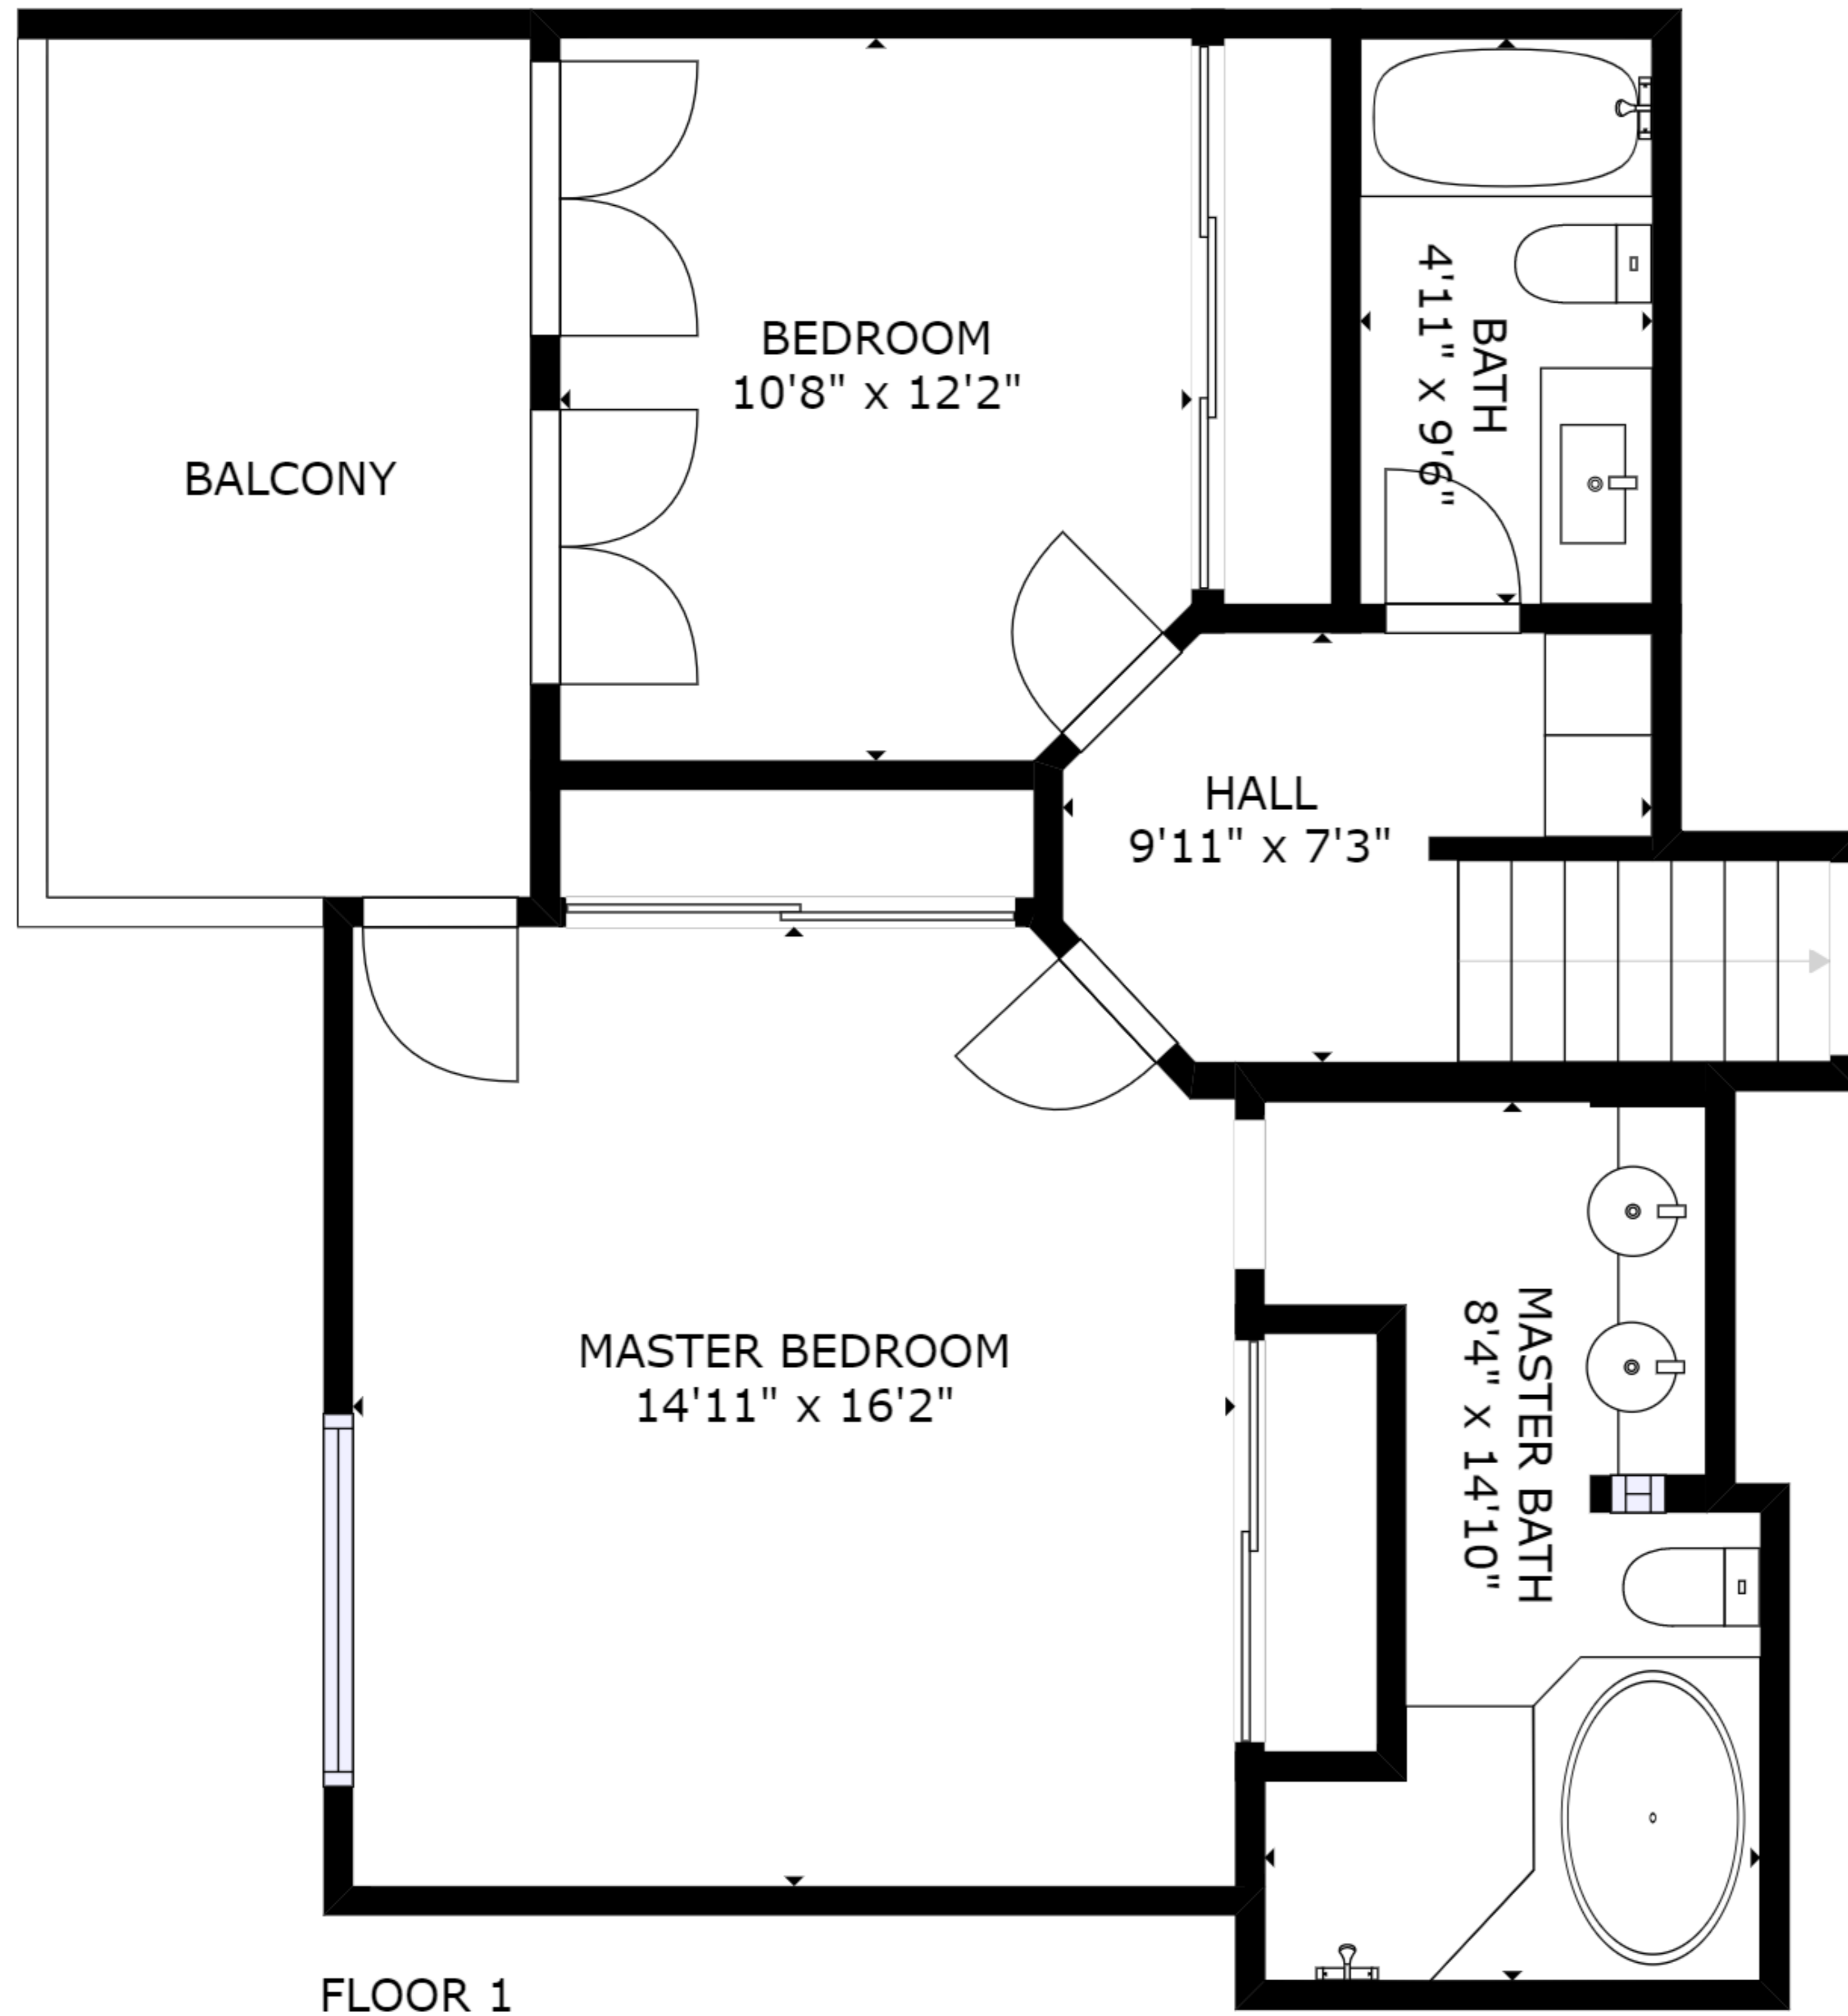 BEDROOM
10'8" x 12'2"
BATH
4'11" x 9'6"
BALCONY
HALL
9'11" x 7'3"
MASTER BEDROOM
14'11" x 16'2"
MASTER BATH
8'4" x 14'10"
FLOOR 1